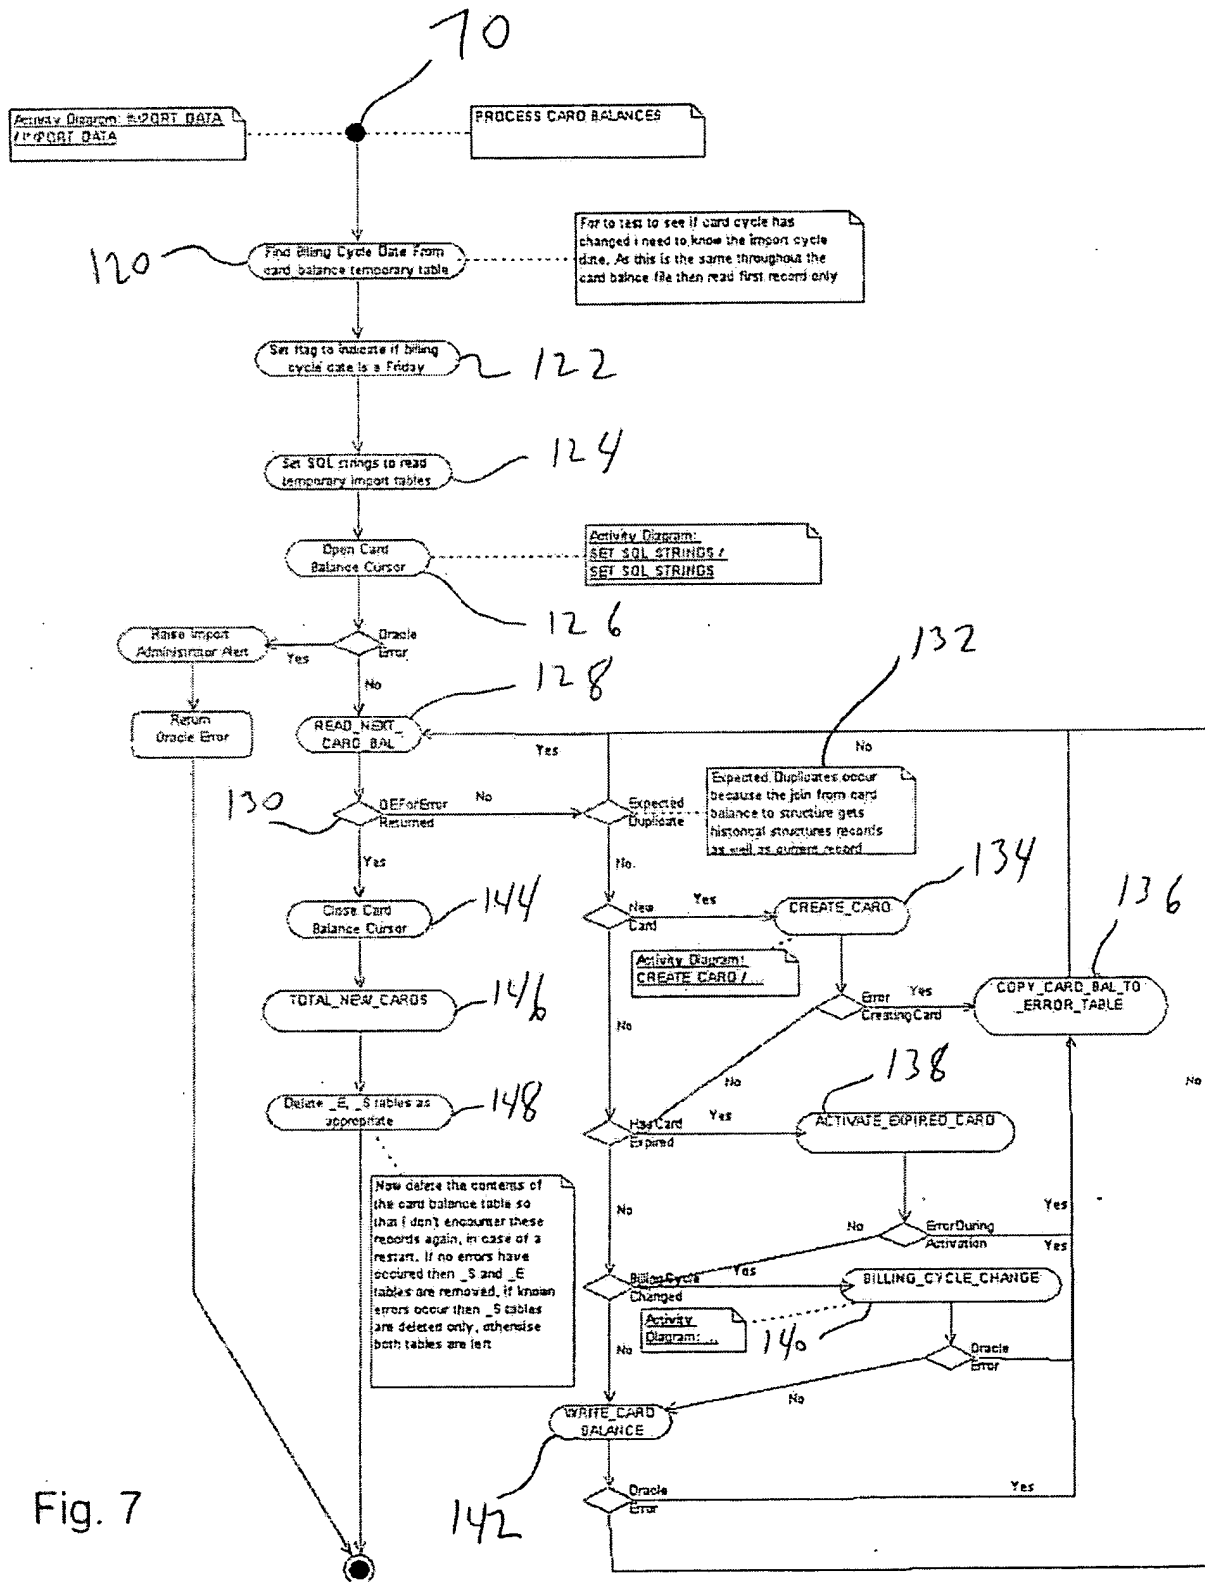 70
Activity Diagram: IMPORT_DATA
/ IMPORT_DATA
PROCESS CARD BALANCES
For to test to see if card cycle has
changed i need to know the import cycle
date. As this is the same throughout the
card balnce file then read first record only
120
Find Billing Cycle Date From
card_balance temporary table
Set flag to indicate if billing
cycle date is a Friday
122
Set SQL strings to read
temporary import tables
124
Open Card
Balance Cursor
Activity Diagram:
SET SQL STRINGS /
SET SQL STRINGS
126
Raise Import
Administrator Alert
Yes
Oracle
Error
No
128
132
Return
Oracle Error
READ_NEXT_
CARD_BAL
Yes
No
Expected Duplicates occur
because the join from card
balance to structure gets
historical structures records
as well as current record
130
OEForError
Returned
No
Expected
Duplicate
Yes
No
134
Close Card
Balance Cursor
144
New
Card
Yes
CREATE_CARD
136
Activity Diagram:
CREATE_CARD / ...
TOTAL_NEW_CARDS
146
Error
CreatingCard
Yes
COPY_CARD_BAL_TO
_ERROR_TABLE
No
No
138
No
Delete _E, _S tables as
appropriate
148
HasCard
Expired
Yes
ACTIVATE_EXPIRED_CARD
Now delete the contents of
the card balance table so
that I don't encounter these
records again, in case of a
restart. If no errors have
occured then _S and _E
tables are removed, if known
errors occur then _S tables
are deleted only, otherwise
both tables are left
No
No
ErrorDuring
Activation
Yes
Yes
BillingCycle
Changed
Yes
BILLING_CYCLE_CHANGE
Activity
Diagram: ...
140
No
Oracle
Error
No
WRITE_CARD
BALANCE
142
Oracle
Error
Yes
Fig. 7